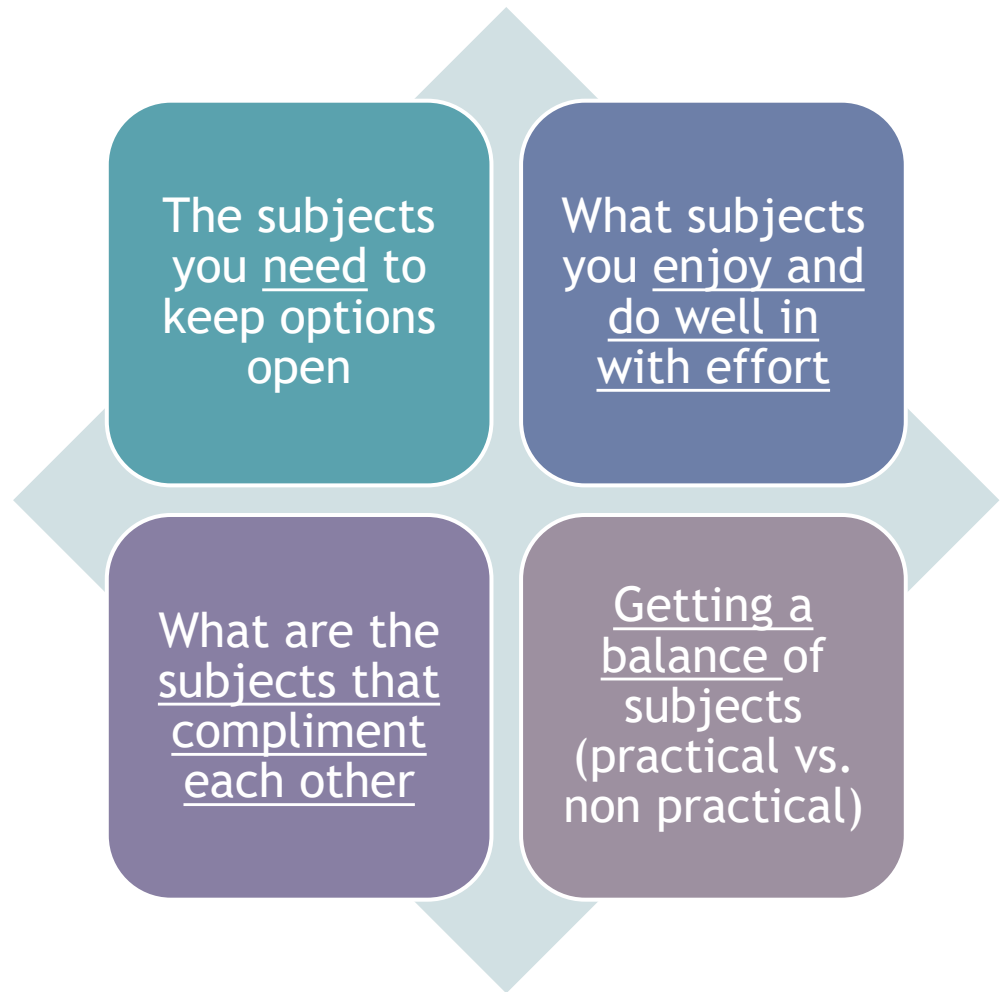 The subjects
you need to
keep options
open
What subjects
you enjoy and
do well in
with effort
What are the
subjects that
compliment
each other
Getting a
balance of
subjects
(practical vs.
non practical)